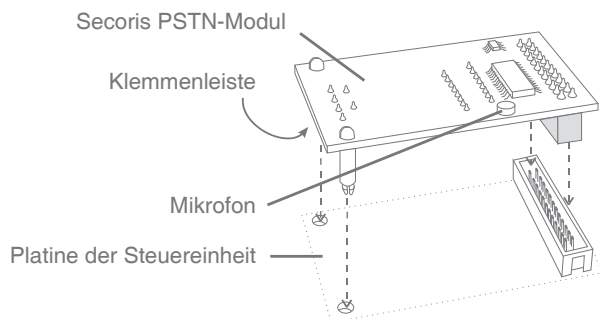 Secoris PSTN-Modul
Klemmenleiste
Mikrofon
Platine der Steuereinheit